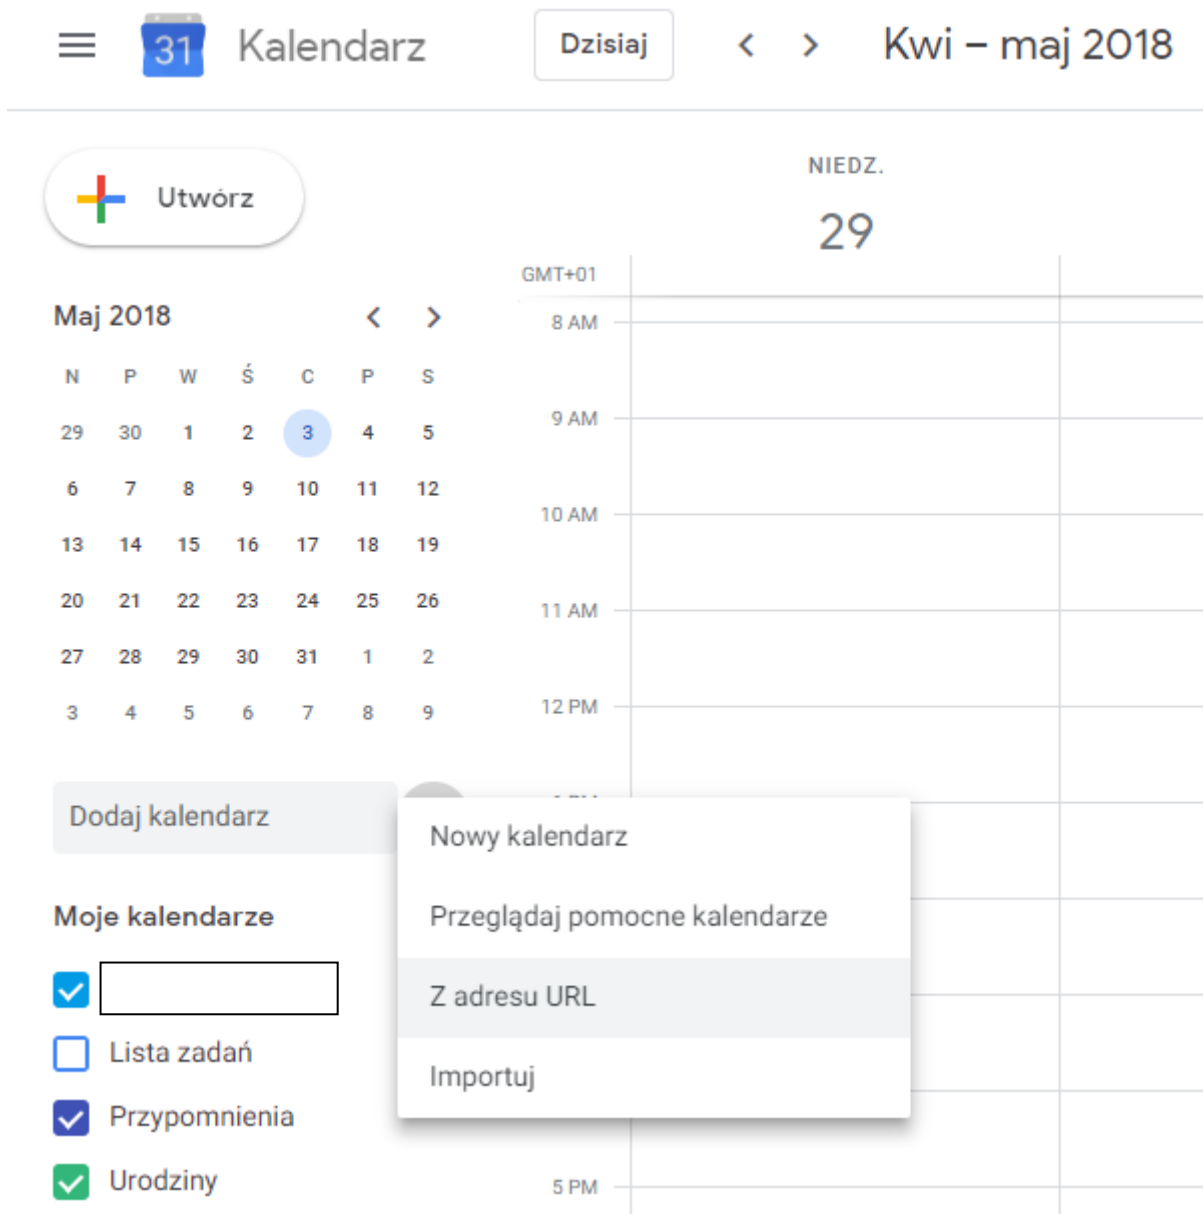 31 Kalendarz Dzisiaj < > Kwi – maj 2018
Utwórz
NIEDZ.
29
GMT+01
Maj 2018 < >
N P W Ś C P S
29 30 1 2 3 4 5
6 7 8 9 10 11 12
13 14 15 16 17 18 19
20 21 22 23 24 25 26
27 28 29 30 31 1 2
3 4 5 6 7 8 9
8 AM
9 AM
10 AM
11 AM
12 PM
Dodaj kalendarz
Nowy kalendarz
Przeglądaj pomocne kalendarze
Z adresu URL
Importuj
Moje kalendarze
Lista zadań
Przypomnienia
Urodziny
5 PM